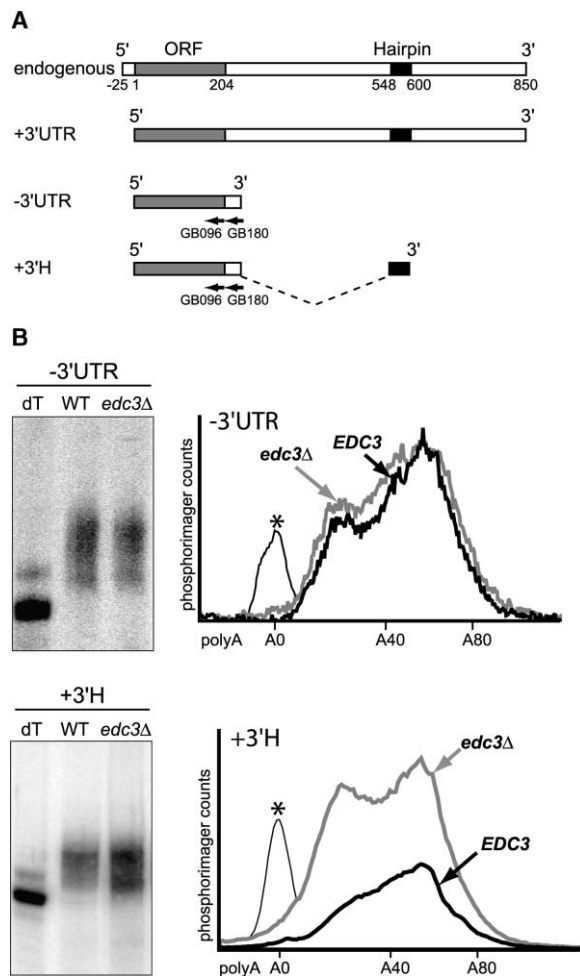 A
5' ORF Hairpin 3'
endogenous
-25 1 204 548 600 850
5' 3'
+3'UTR
5' 3'
-3'UTR
GB096 GB180
5' 3'
+3'H
GB096 GB180
B
-3'UTR
dT WT edc3Δ
-3'UTR
edc3Δ
EDC3
*
phosphorimager counts
polyA A0 A40 A80
+3'H
dT WT edc3Δ
+3'H
edc3Δ
EDC3
*
phosphorimager counts
polyA A0 A40 A80